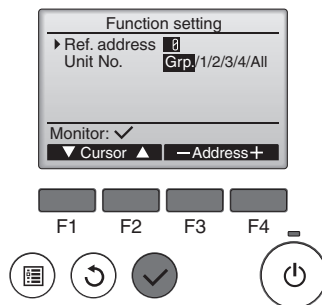 Function setting
Ref. address 0
Unit No. Grp./1/2/3/4/All
Monitor:
Cursor
Address
F1 F2 F3 F4